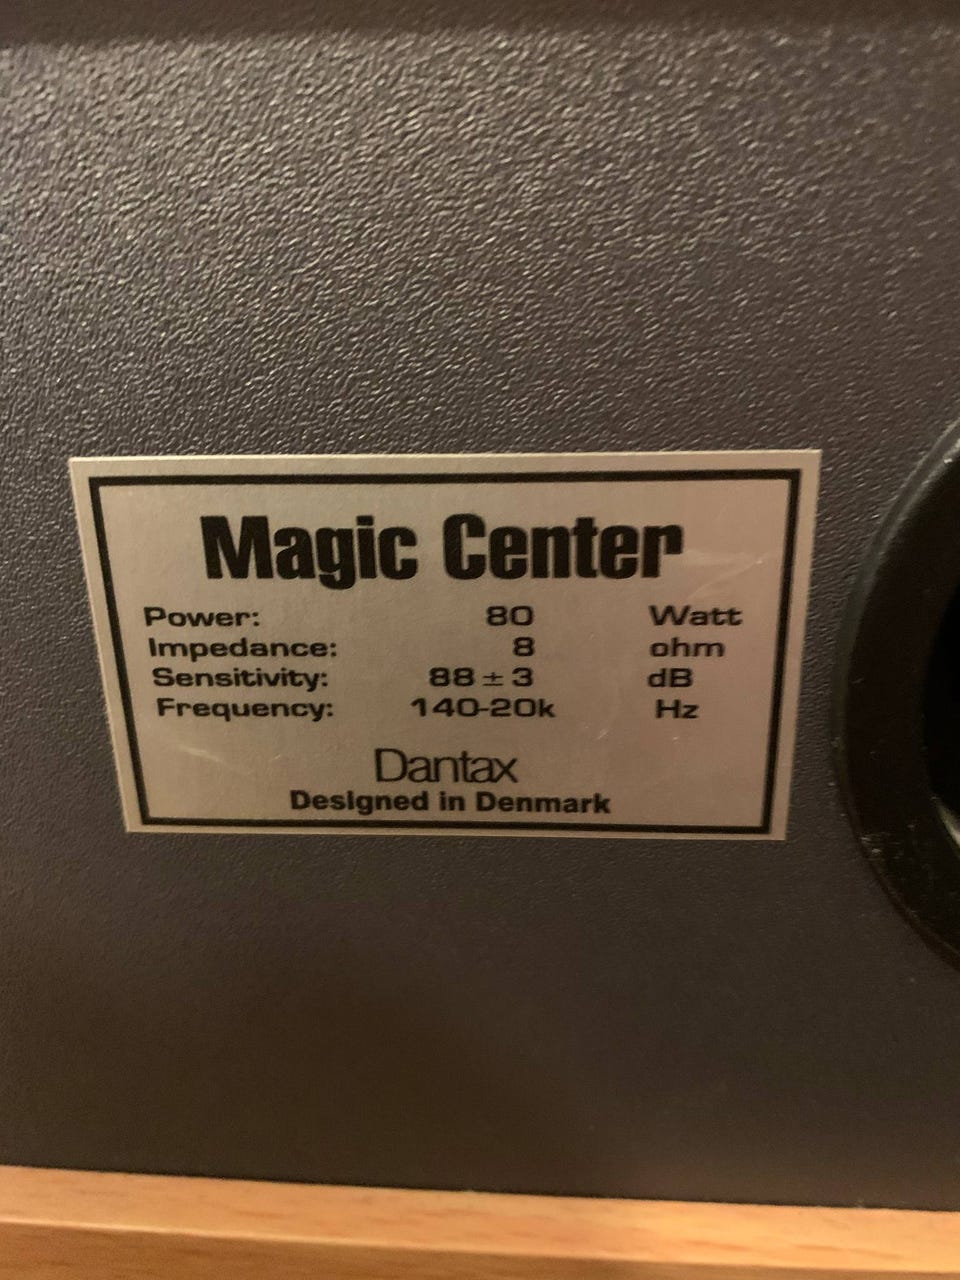 Magic Center
Power: 80 Watt
Impedance: 8 ohm
Sensitivity: 88 ± 3 dB
Frequency: 140-20k Hz
Dantax
Designed in Denmark